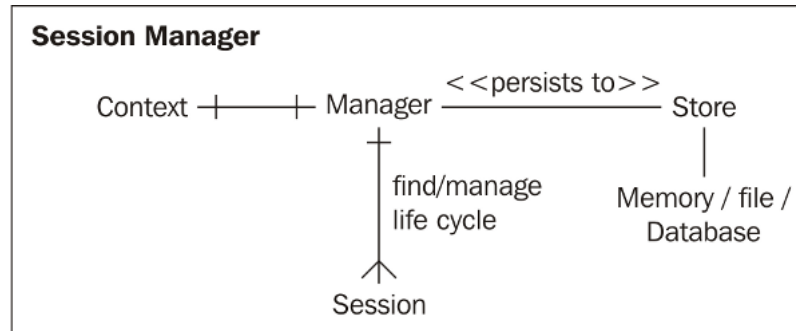 Session Manager
<<persists to>>
Context
Manager
Store
find/manage
life cycle
Memory / file /
Database
Session